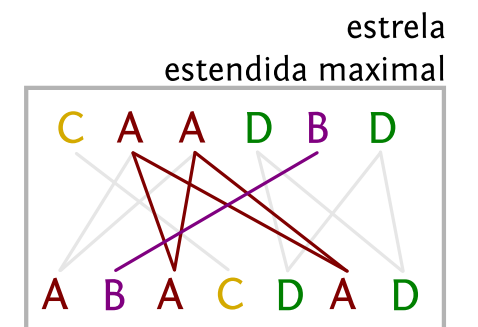 estrela
estendida maximal
C A A D B D
A B A C D A D